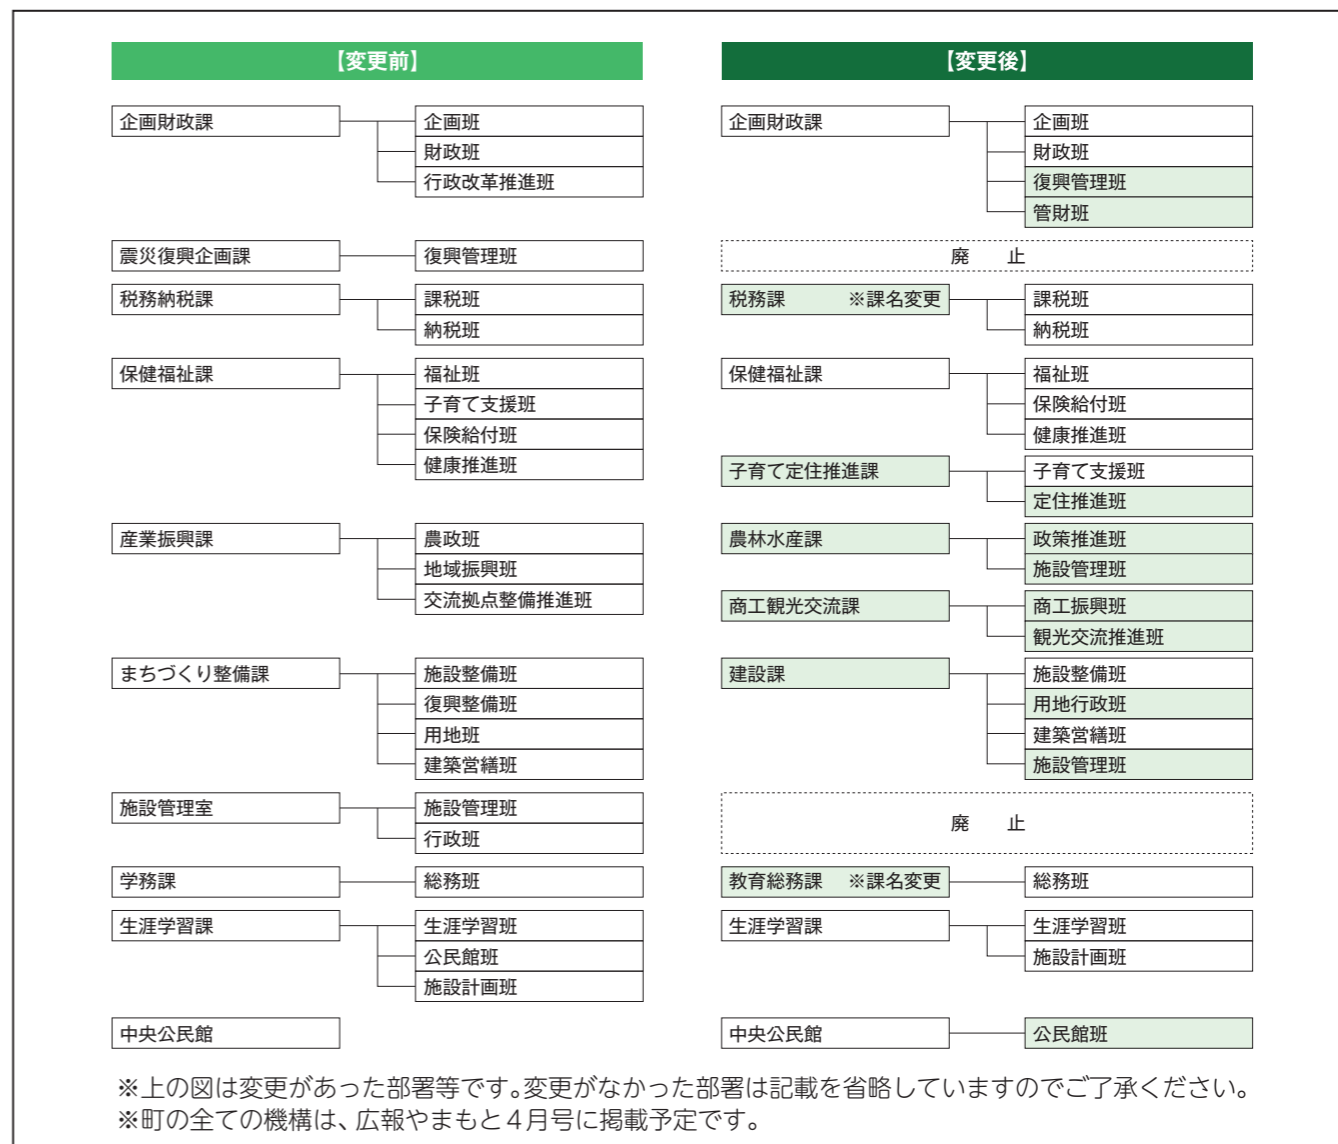 【変更前】
企画財政課
企画班
財政班
行政改革推進班
震災復興企画課
復興管理班
税務納税課
課税班
納税班
保健福祉課
福祉班
子育て支援班
保険給付班
健康推進班
産業振興課
農政班
地域振興班
交流拠点整備推進班
まちづくり整備課
施設整備班
復興整備班
用地班
建築営繕班
施設管理室
施設管理班
行政班
学務課
総務班
生涯学習課
生涯学習班
公民館班
施設計画班
中央公民館
【変更後】
企画財政課
企画班
財政班
復興管理班
管財班
廃 止
税務課 ※課名変更
課税班
納税班
保健福祉課
福祉班
保険給付班
健康推進班
子育て定住推進課
子育て支援班
定住推進班
農林水産課
政策推進班
施設管理班
商工観光交流課
商工振興班
観光交流推進班
建設課
施設整備班
用地行政班
建築営繕班
施設管理班
廃 止
教育総務課 ※課名変更
総務班
生涯学習課
生涯学習班
施設計画班
中央公民館
公民館班
※上の図は変更があった部署等です。変更がなかった部署は記載を省略していますのでご了承ください。
※町の全ての機構は、広報やまもと４月号に掲載予定です。